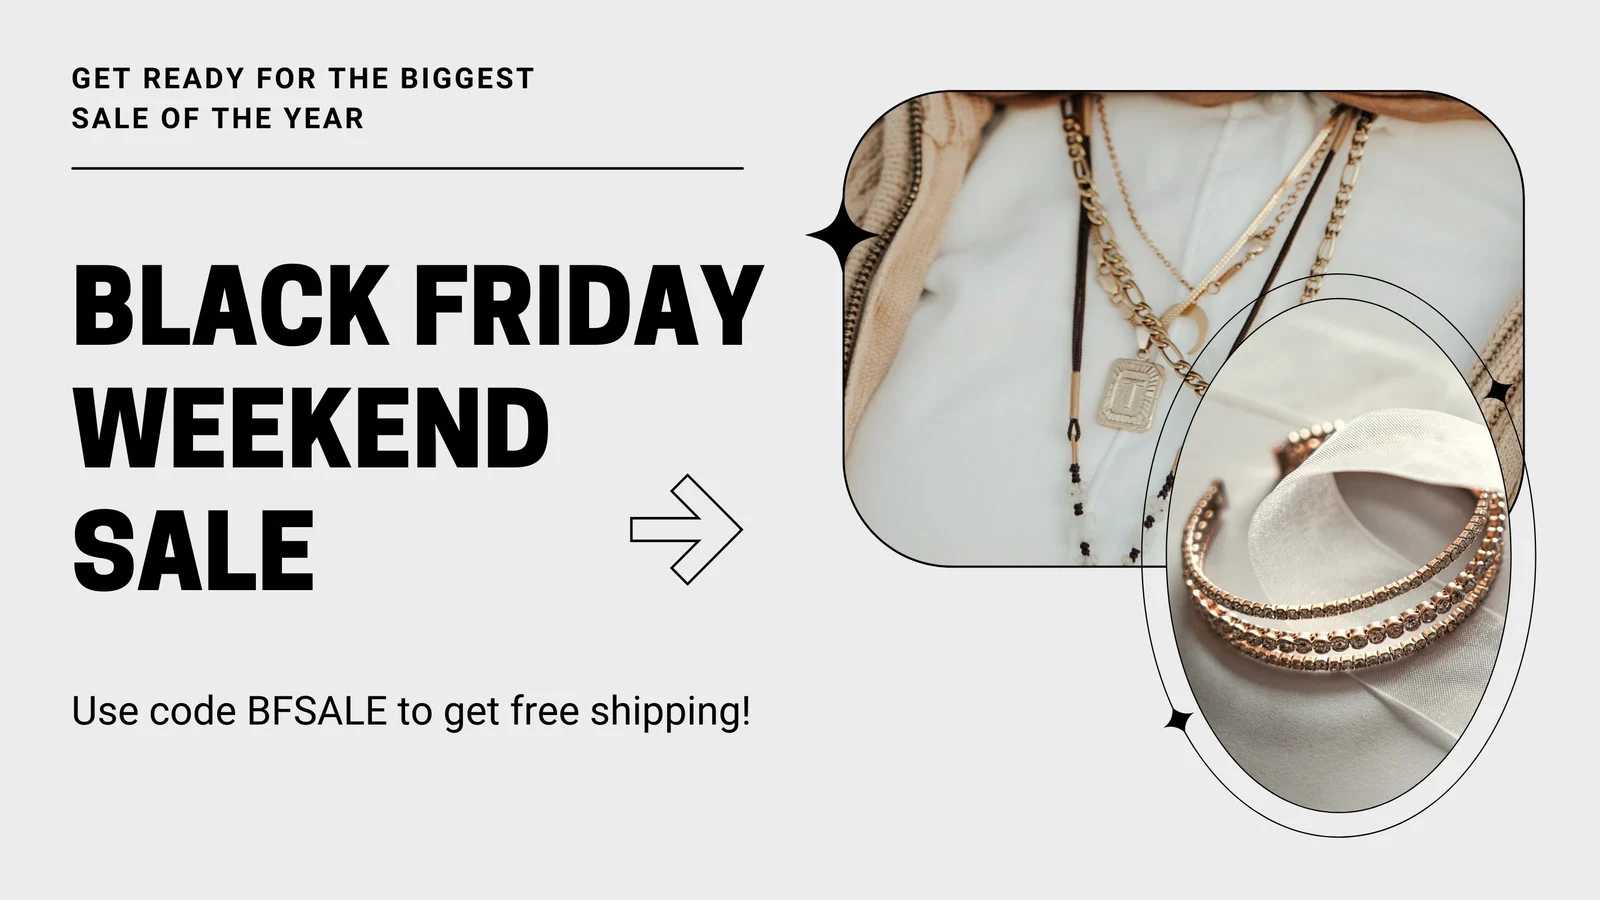 GET READY FOR THE BIGGEST
SALE OF THE YEAR
BLACK FRIDAY
WEEKEND
SALE
Use code BFSALE to get free shipping!